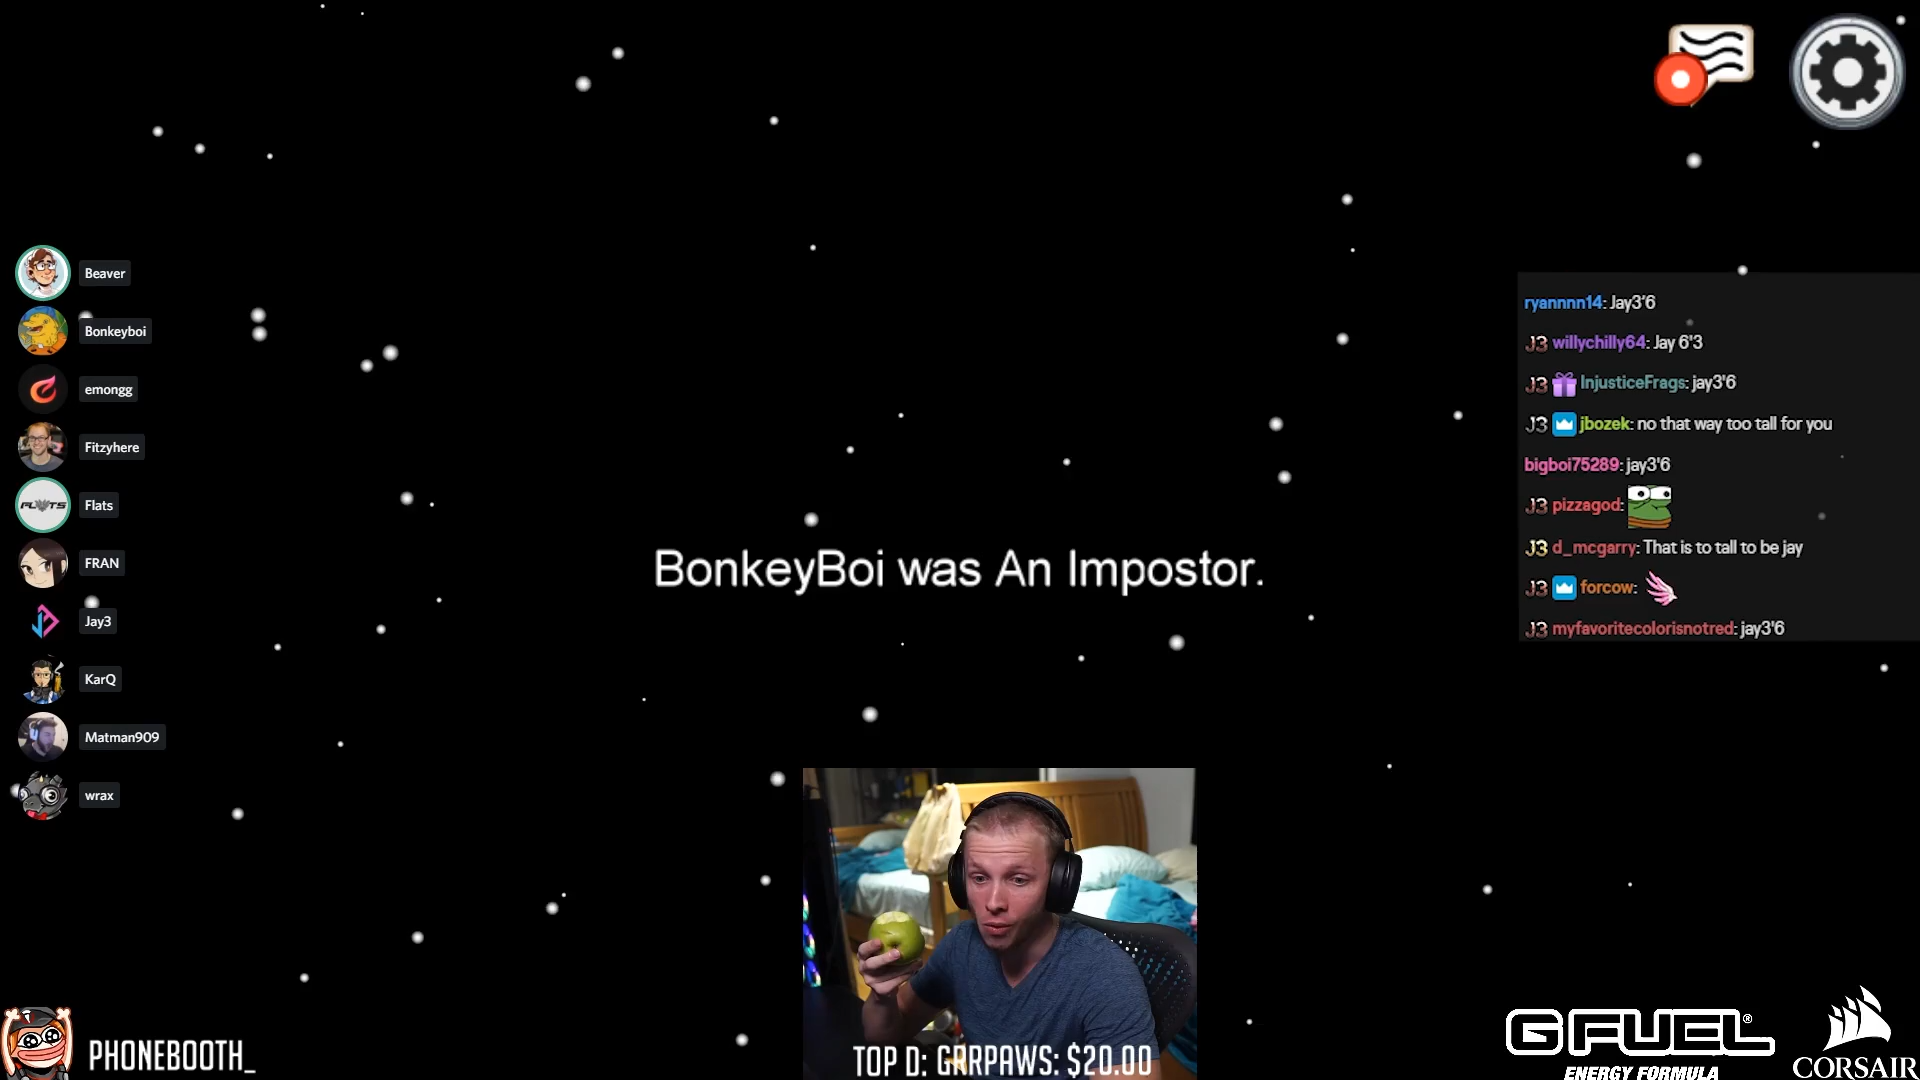 Beaver
Bonkeyboi
emongg
Fitzyhere
FLATS
Flats
FRAN
Jay3
KarQ
Matman909
wrax
BonkeyBoi was An Impostor.
ryannnn14: Jay3'6
J3 willychilly64: Jay 6'3
J3 InjusticeFrags: jay3'6
J3 jbozek: no that way too tall for you
bigboi75289: jay3'6
J3 pizzagod:
J3 d_mcgarry: That is to tall to be jay
J3 forcow:
J3 myfavoritecolorisnotred: jay3'6
PHONEBOOTH_
TOP D: GRRPAWS: $20.00
G FUEL®
ENERGY FORMULA
CORSAIR